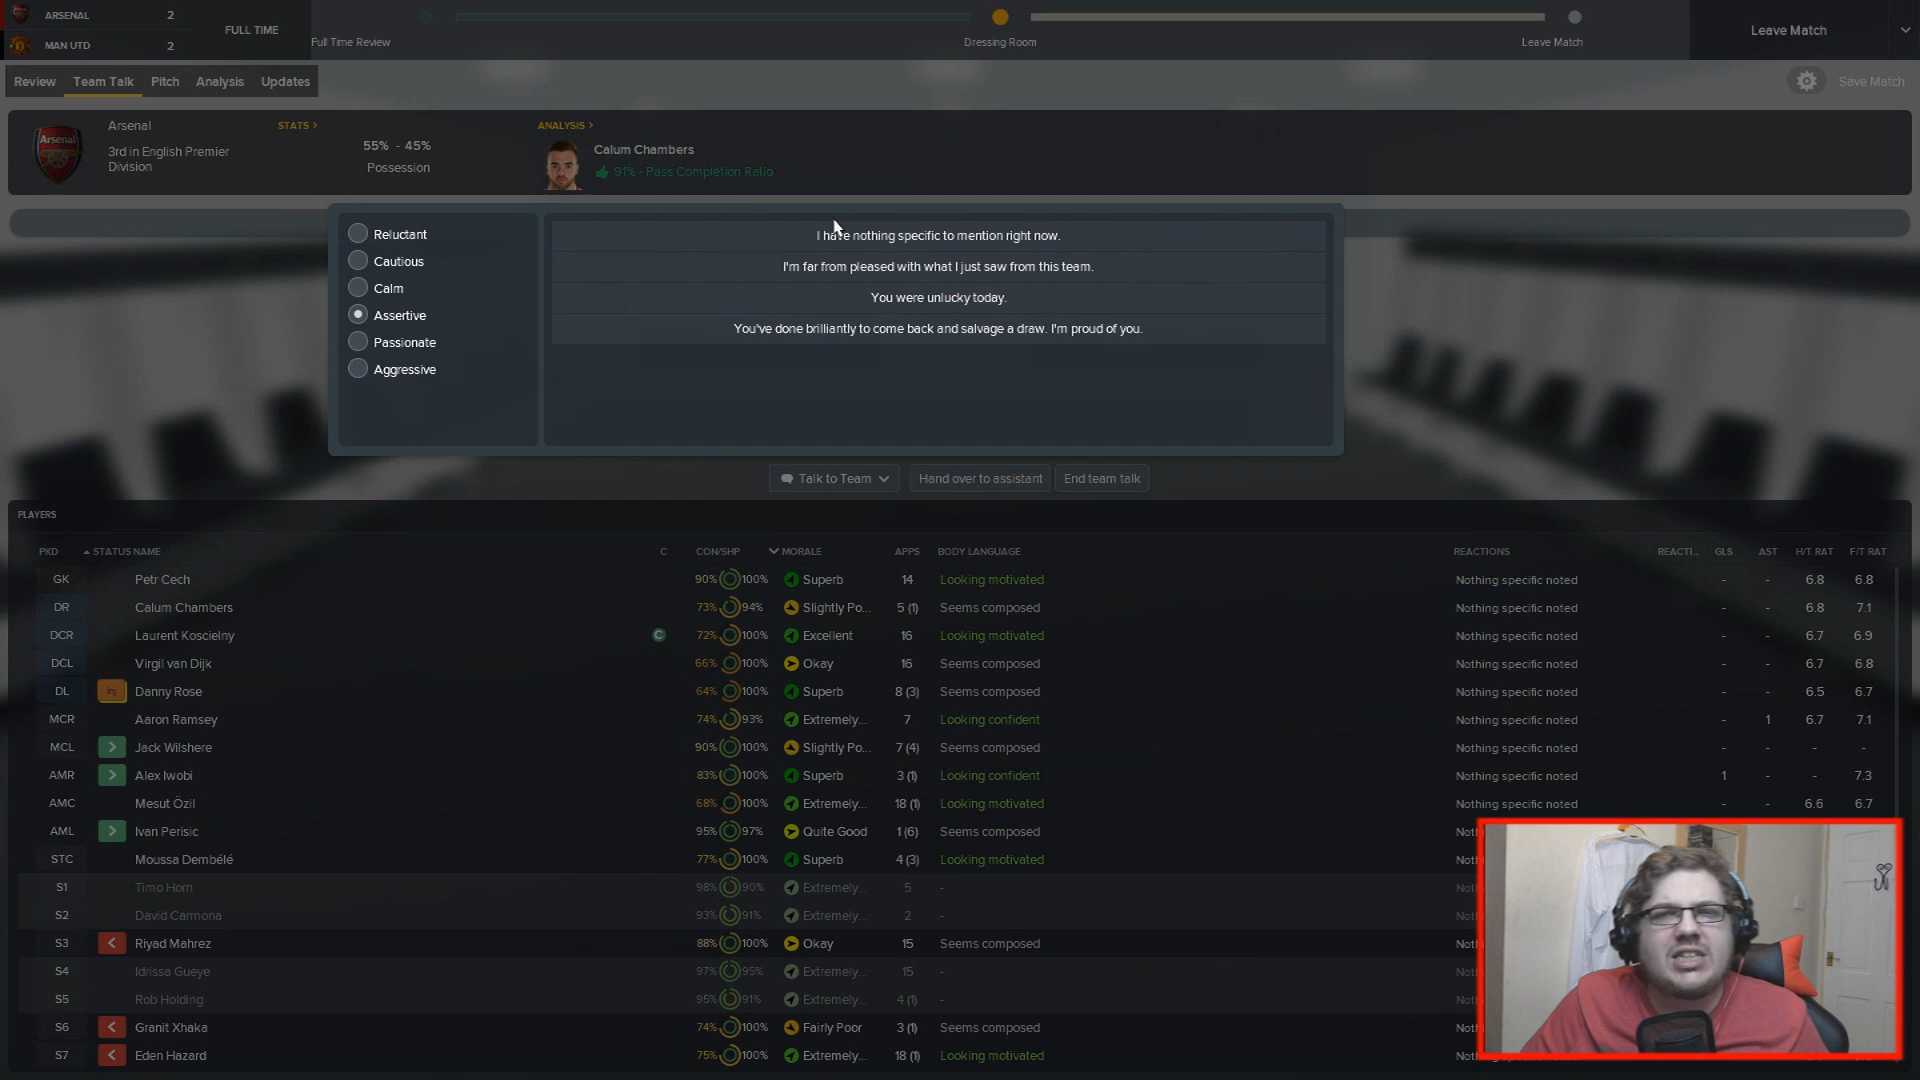 ARSENAL 2
MAN UTD 2
FULL TIME
Full Time Review
Dressing Room
Leave Match
Leave Match
Review Team Talk Pitch Analysis Updates
Save Match
Arsenal
Arsenal
3rd in English Premier
Division
STATS >
55% - 45%
Possession
ANALYSIS >
Calum Chambers
91% - Pass Completion Ratio
Reluctant
Cautious
Calm
Assertive
Passionate
Aggressive
I have nothing specific to mention right now.
I'm far from pleased with what I just saw from this team.
You were unlucky today.
You've done brilliantly to come back and salvage a draw. I'm proud of you.
Talk to Team Hand over to assistant End team talk
PLAYERS
PKD STATUS NAME C CON/SHP MORALE APPS BODY LANGUAGE REACTIONS REACTI... GLS AST H/T RAT F/T RAT
GK Petr Cech 90% 100% Superb 14 Looking motivated Nothing specific noted - - 6.8 6.8
DR Calum Chambers 73% 94% Slightly Po... 5 (1) Seems composed Nothing specific noted - - 6.8 7.1
DCR Laurent Koscielny C 72% 100% Excellent 16 Looking motivated Nothing specific noted - - 6.7 6.9
DCL Virgil van Dijk 66% 100% Okay 16 Seems composed Nothing specific noted - - 6.7 6.8
DL Inj Danny Rose 64% 100% Superb 8 (3) Seems composed Nothing specific noted - - 6.5 6.7
MCR Aaron Ramsey 74% 93% Extremely... 7 Looking confident Nothing specific noted - 1 6.7 7.1
MCL Jack Wilshere 90% 100% Slightly Po... 7 (4) Seems composed Nothing specific noted - - - -
AMR Alex Iwobi 83% 100% Superb 3 (1) Looking confident Nothing specific noted 1 - - 7.3
AMC Mesut Özil 68% 100% Extremely... 18 (1) Looking motivated Nothing specific noted - - 6.6 6.7
AML Ivan Perisic 95% 97% Quite Good 1 (6) Seems composed Noth
STC Moussa Dembélé 77% 100% Superb 4 (3) Looking motivated Noth
S1 Timo Horn 98% 90% Extremely... 5 - Noth
S2 David Carmona 93% 91% Extremely... 2 - Noth
S3 Riyad Mahrez 88% 100% Okay 15 Seems composed Noth
S4 Idrissa Gueye 97% 95% Extremely... 15 - Noth
S5 Rob Holding 95% 91% Extremely... 4 (1) - Noth
S6 Granit Xhaka 74% 100% Fairly Poor 3 (1) Seems composed Noth
S7 Eden Hazard 75% 100% Extremely... 18 (1) Looking motivated Nothing specific noted